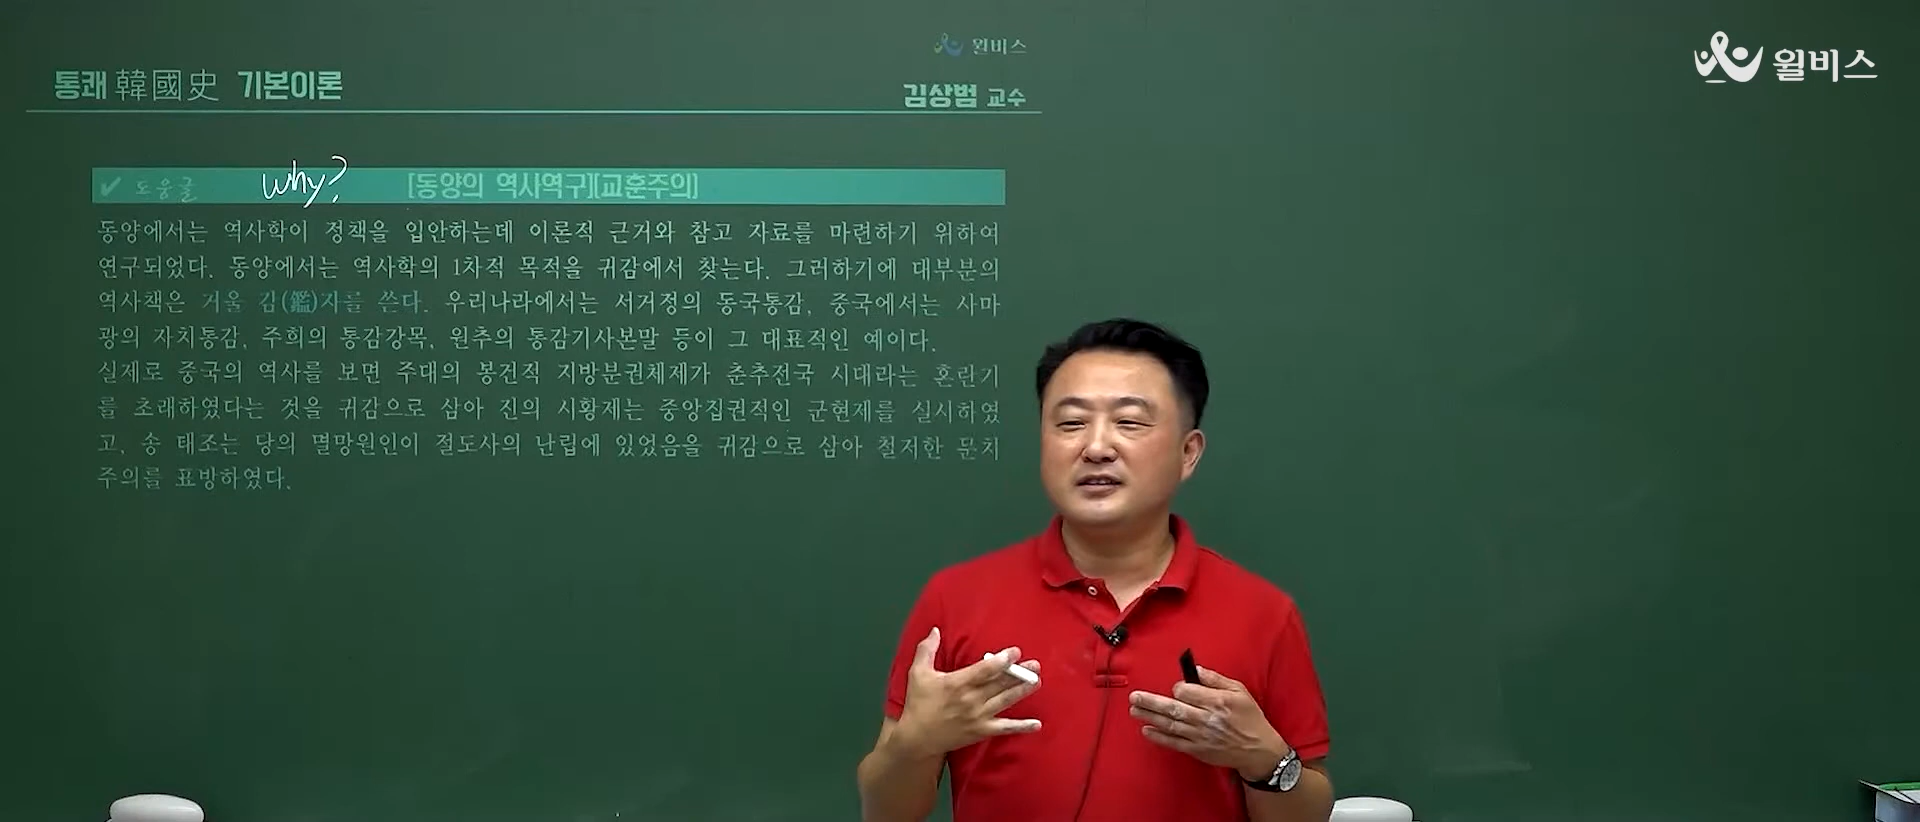 윌비스
윌비스
통쾌 韓國史 기본이론
김상범 교수
✔ 도움글 why? [동양의 역사역구][교훈주의]
동양에서는 역사학이 정책을 입안하는데 이론적 근거와 참고 자료를 마련하기 위하여
연구되었다. 동양에서는 역사학의 1차적 목적을 귀감에서 찾는다. 그러하기에 대부분의
역사책은 거울 감(鑑)자를 쓴다. 우리나라에서는 서거정의 동국통감, 중국에서는 사마
광의 자치통감, 주희의 통감강목, 원추의 통감기사본말 등이 그 대표적인 예이다.
실제로 중국의 역사를 보면 주대의 봉건적 지방분권체제가 춘추전국 시대라는 혼란기
를 초래하였다는 것을 귀감으로 삼아 진의 시황제는 중앙집권적인 군현제를 실시하였
고, 송 태조는 당의 멸망원인이 절도사의 난립에 있었음을 귀감으로 삼아 철저한 문치
주의를 표방하였다.